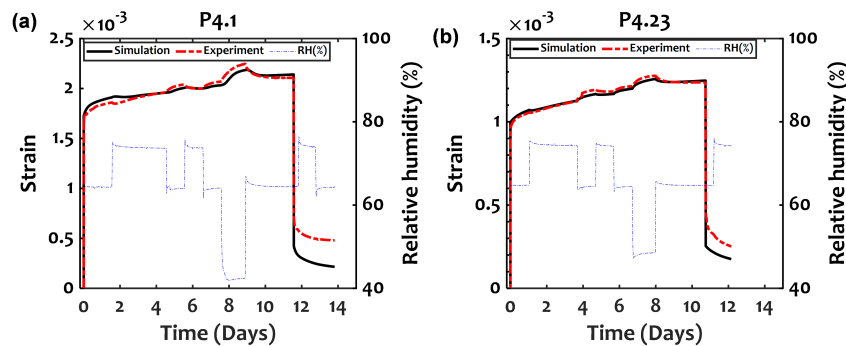 (a)
×10⁻³
P4.1
Simulation
Experiment
RH(%)
2.5
2
1.5
1
0.5
0
Strain
100
80
60
40
Relative humidity (%)
0 2 4 6 8 10 12 14
Time (Days)
(b)
×10⁻³
P4.23
Simulation
Experiment
RH(%)
1.5
1
0.5
0
Strain
100
80
60
40
Relative humidity (%)
0 2 4 6 8 10 12 14
Time (Days)